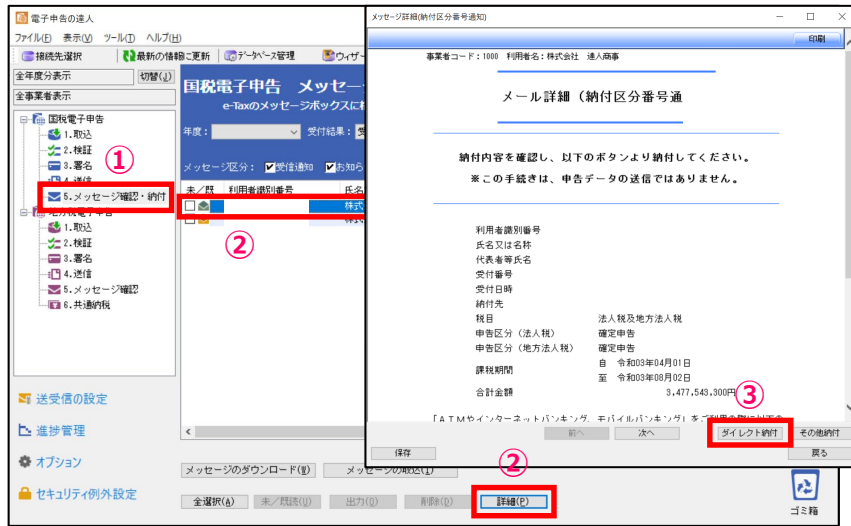 電子申告の達人
ファイル(F) 表示(V) ツール(T) ヘルプ(H)
接続先選択 最新の情報に更新 データベース管理 ウィザー
全年度分表示 切替(J)
全事業者表示
国税電子申告
1.取込
2.検証
3.署名
4.送信
5.メッセージ確認・納付
地方税電子申告
1.取込
2.検証
3.署名
4.送信
5.メッセージ確認
6.共通納税
①
送受信の設定
進捗管理
オプション
セキュリティ例外設定
国税電子申告 メッセー
e-Taxのメッセージボックスに
年度: 受付結果:
メッセージ区分: 受信通知 お知ら
未/既 利用者識別番号 氏名
株式
株式
②
メッセージのダウンロード(W) メッセージの取込(I)
全選択(A) 未/既読(U) 出力(O) 削除(D) 詳細(P)
②
ゴミ箱
メッセージ詳細(納付区分番号通知)
印刷
事業者コード:1000 利用者名:株式会社 達人商事
メール詳細(納付区分番号通
納付内容を確認し、以下のボタンより納付してください。
※この手続きは、申告データの送信ではありません。
利用者識別番号
氏名又は名称
代表者等氏名
受付番号
受付日時
納付先
税目 法人税及地方法人税
申告区分(法人税) 確定申告
申告区分(地方法人税) 確定申告
課税期間 自 令和03年04月01日
至 令和03年08月02日
合計金額 3,477,543,300円
③
「ATMやインターネットバンキング、モバイルバンキング」をご利用の際に以下の
前へ 次へ ダイレクト納付 その他納付
保存 戻る